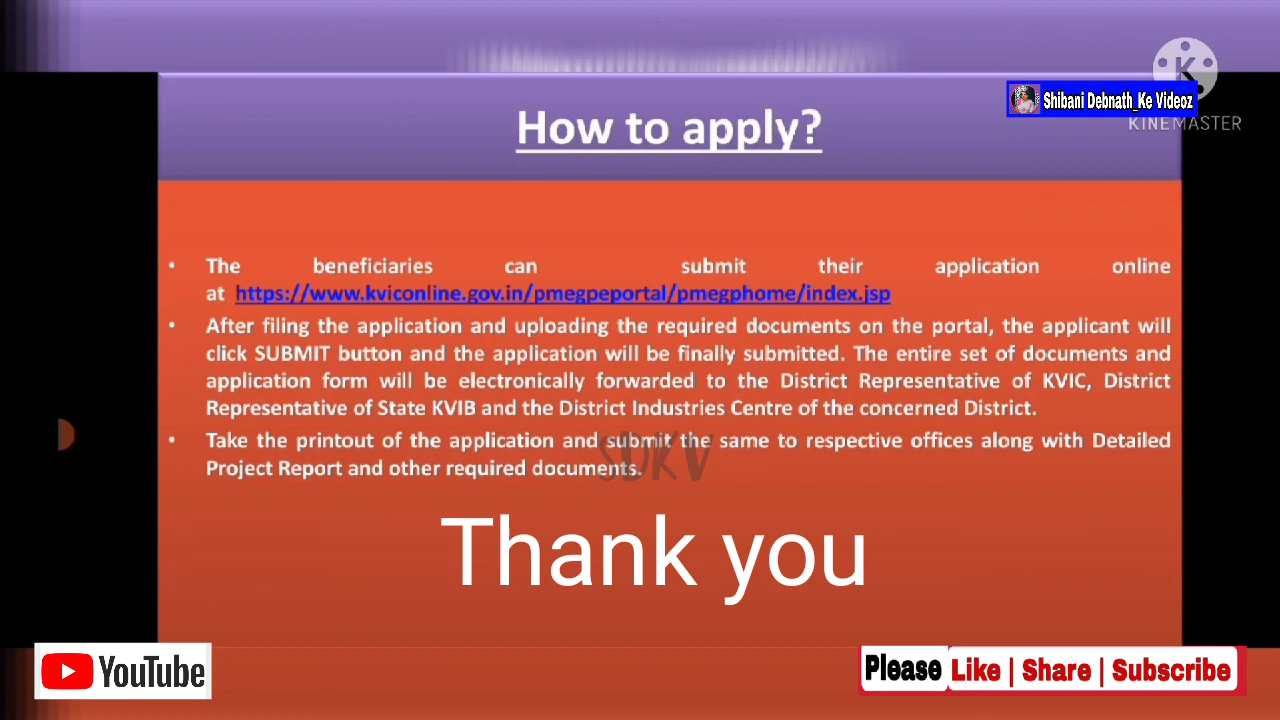 K
Shibani Debnath_Ke Videoz
KINEMASTER
How to apply?
• The beneficiaries can submit their application online
at https://www.kviconline.gov.in/pmegpeportal/pmegphome/index.jsp
• After filing the application and uploading the required documents on the portal, the applicant will
click SUBMIT button and the application will be finally submitted. The entire set of documents and
application form will be electronically forwarded to the District Representative of KVIC, District
Representative of State KVIB and the District Industries Centre of the concerned District.
• Take the printout of the application and submit the same to respective offices along with Detailed
Project Report and other required documents.
SDKV
Thank you
YouTube
Please Like | Share | Subscribe